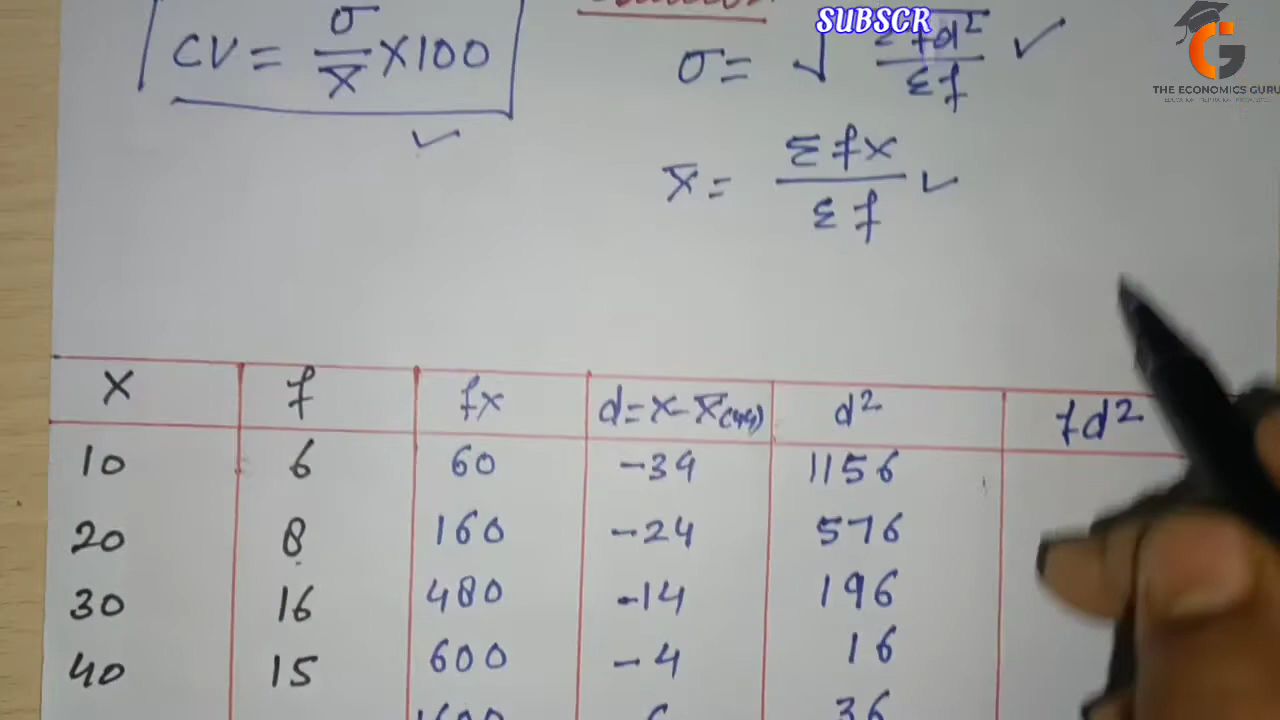 SUBSCR
CV = σ/x̄ × 100
σ = √ Σfd²/Σf ✓
THE ECONOMICS GURU
x̄ = Σfx/Σf ✓
X f fx d = x - x̄(44) d² fd²
10 6 60 -34 1156
20 8 160 -24 576
30 16 480 -14 196
40 15 600 -4 16
6 36